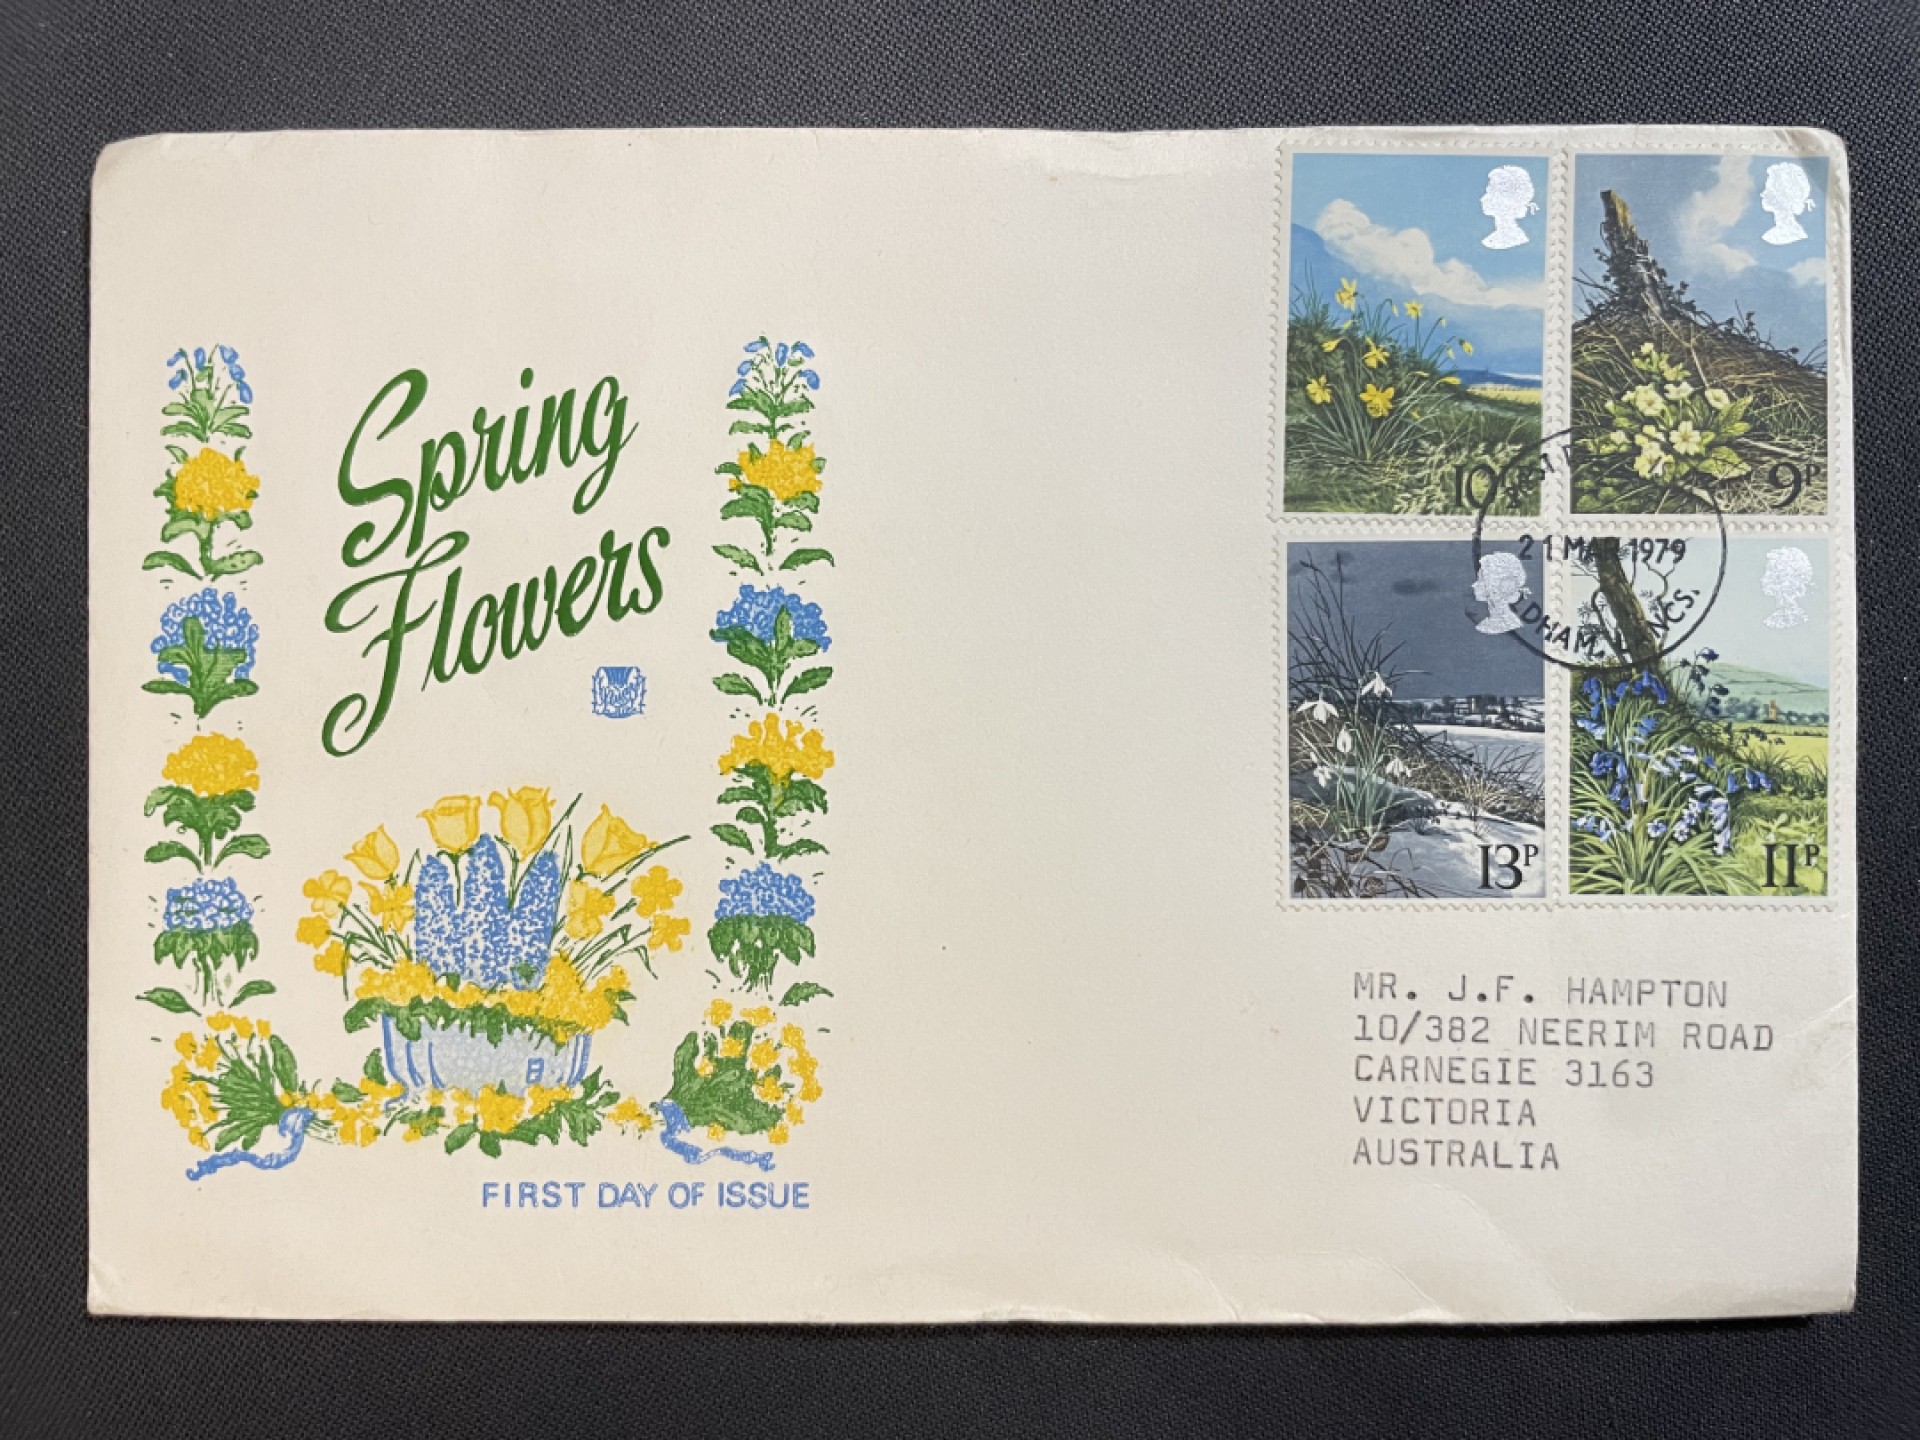 Spring
Flowers
FIRST DAY OF ISSUE
10
9P
21 MAR 1979
13P
11P
MR. J.F. HAMPTON
10/382 NEERIM ROAD
CARNEGIE 3163
VICTORIA
AUSTRALIA